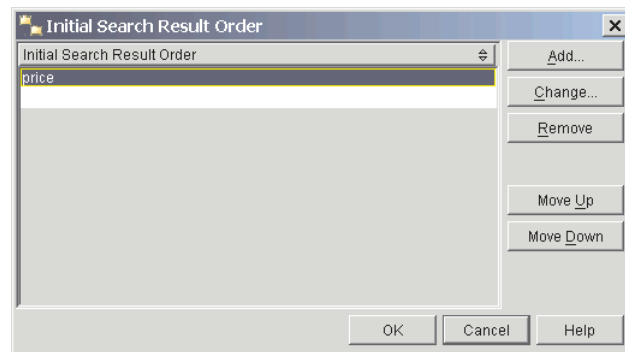 Initial Search Result Order
Initial Search Result Order
price
Add...
Change...
Remove
Move Up
Move Down
OK
Cancel
Help